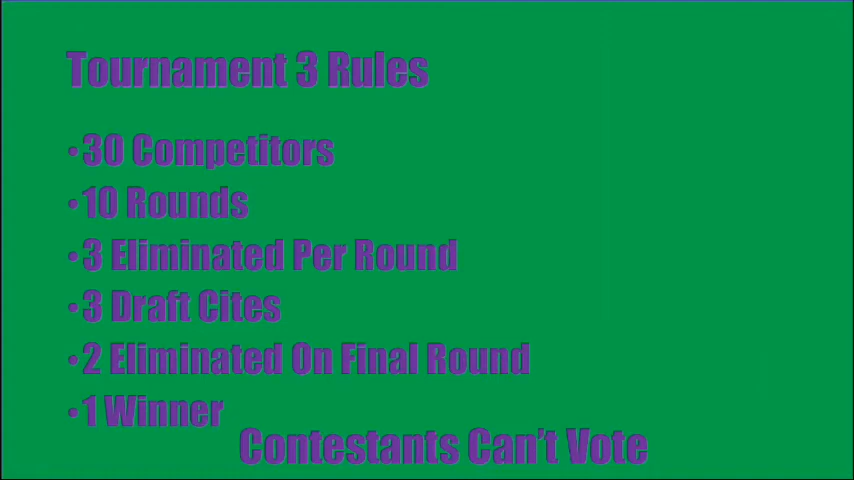 Tournament 3 Rules
•30 Competitors
•10 Rounds
•3 Eliminated Per Round
•3 Draft Cites
•2 Eliminated On Final Round
•1 Winner
Contestants Can't Vote